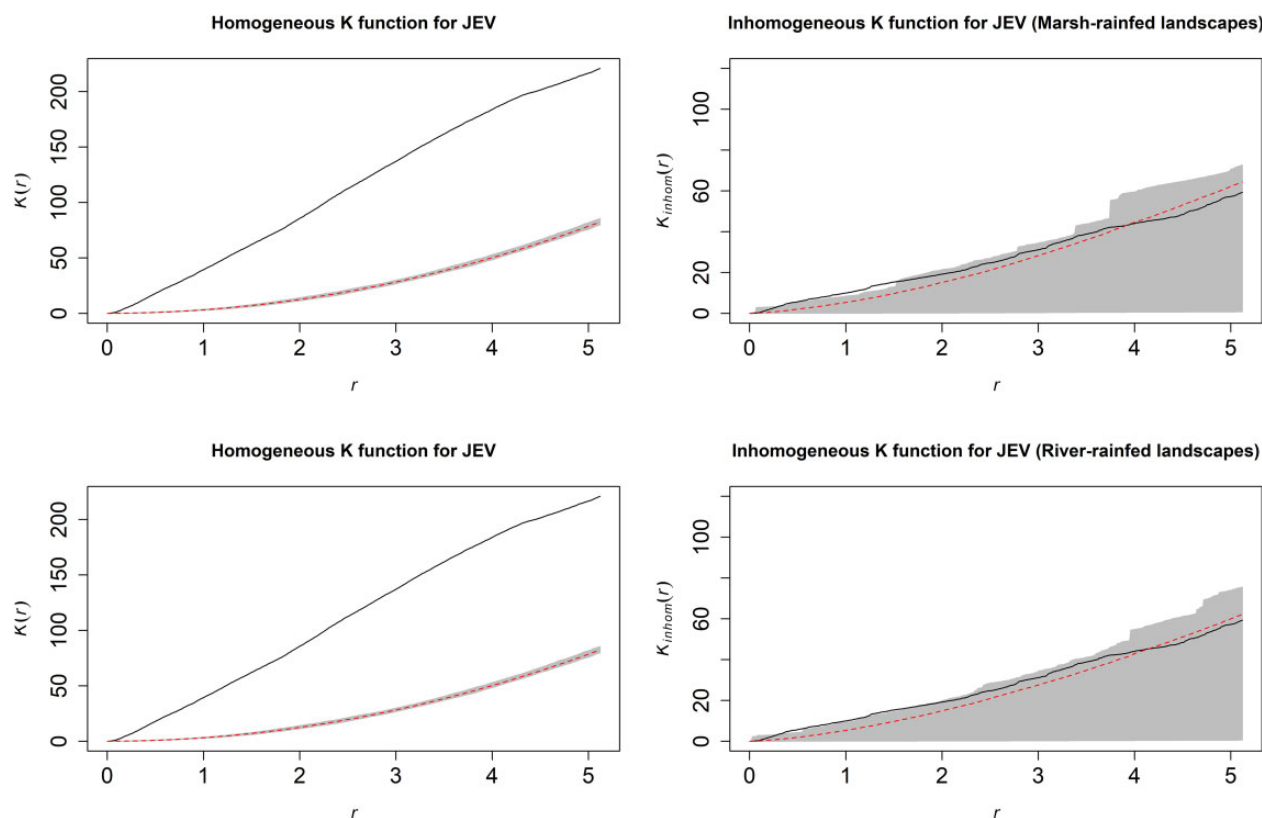 Homogeneous K function for JEV
K(r)
200
150
100
50
0
0 1 2 3 4 5
r
Inhomogeneous K function for JEV (Marsh-rainfed landscapes)
Kinhom(r)
100
60
20
0
0 1 2 3 4 5
r
Homogeneous K function for JEV
K(r)
200
150
100
50
0
0 1 2 3 4 5
r
Inhomogeneous K function for JEV (River-rainfed landscapes)
Kinhom(r)
100
60
20
0
0 1 2 3 4 5
r